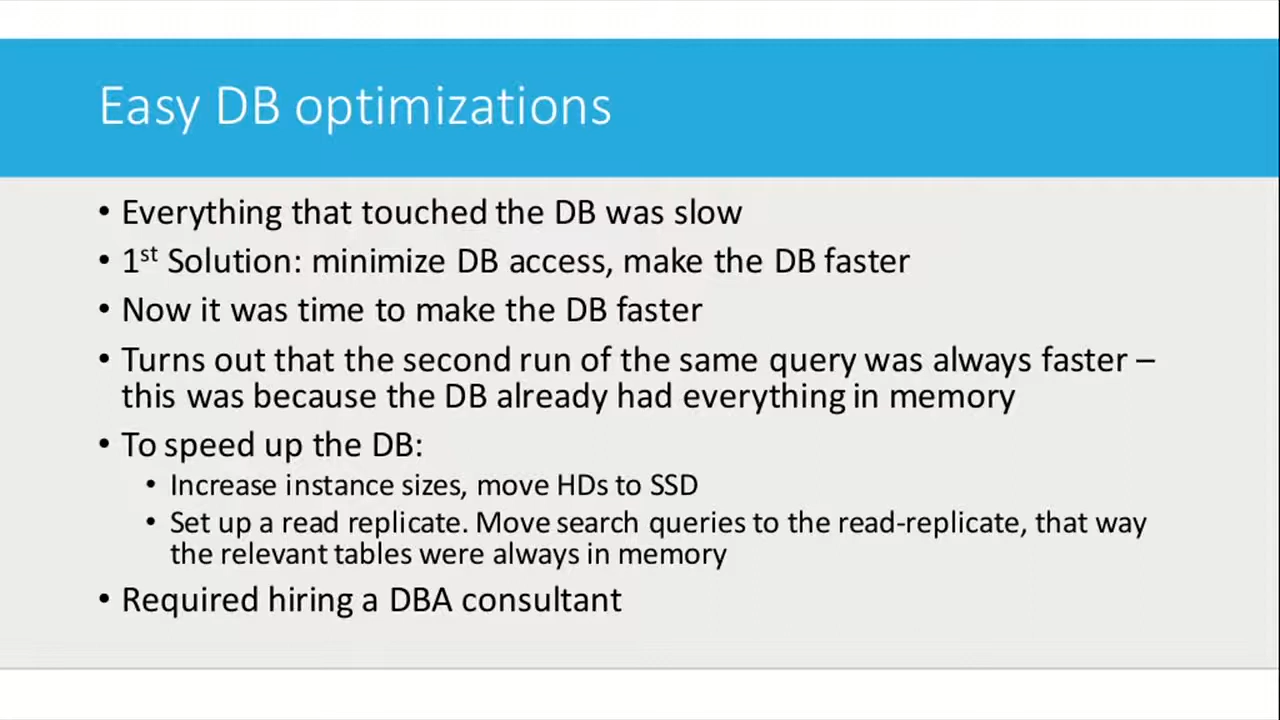 Easy DB optimizations
• Everything that touched the DB was slow
• 1st Solution: minimize DB access, make the DB faster
• Now it was time to make the DB faster
• Turns out that the second run of the same query was always faster –
this was because the DB already had everything in memory
• To speed up the DB:
• Increase instance sizes, move HDs to SSD
• Set up a read replicate. Move search queries to the read-replicate, that way
the relevant tables were always in memory
• Required hiring a DBA consultant